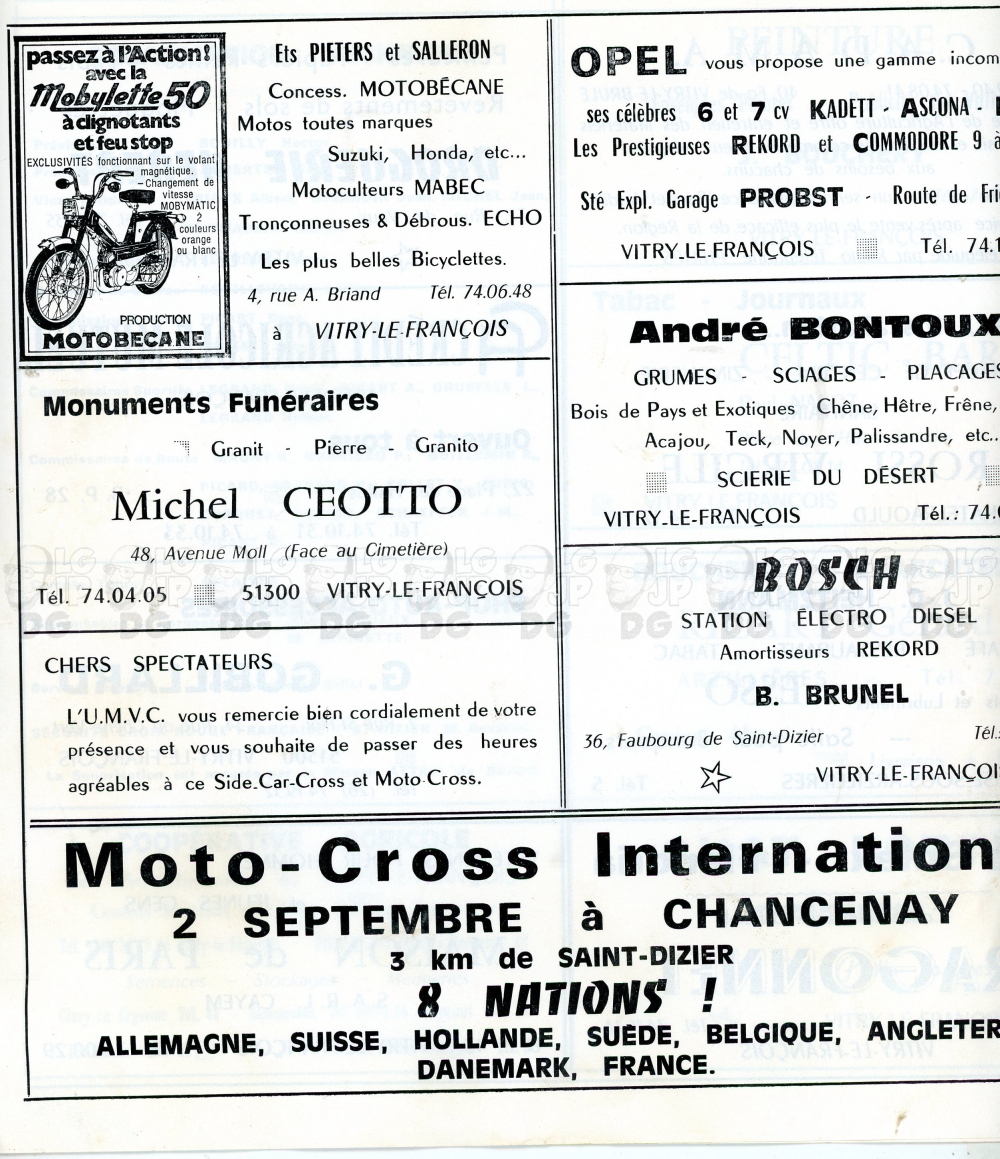 passez à l'Action!
avec la
Mobylette 50
à clignotants
et feu stop
EXCLUSIVITÉS fonctionnant sur le volant
magnétique.
-Changement de
vitesse
MOBYMATIC
2
couleurs
orange
ou blanc
PRODUCTION
MOTOBECANE
Ets PIETERS et SALLERON
Concess. MOTOBÉCANE
Motos toutes marques
Suzuki, Honda, etc...
Motoculteurs MABEC
Tronçonneuses & Débrous. ECHO
Les plus belles Bicyclettes.
4, rue A. Briand Tél. 74.06.48
à VITRY-LE-FRANÇOIS
Monuments Funéraires
Granit - Pierre - Granito
Michel CEOTTO
48, Avenue Moll (Face au Cimetière)
Tél. 74.04.05 51300 VITRY-LE-FRANÇOIS
CHERS SPECTATEURS
L'U.M.V.C. vous remercie bien cordialement de votre
présence et vous souhaite de passer des heures
agréables à ce Side-Car-Cross et Moto-Cross.
OPEL vous propose une gamme incom
ses célèbres 6 et 7 cv KADETT - ASCONA -
Les Prestigieuses REKORD et COMMODORE 9 à
Sté Expl. Garage PROBST - Route de Fri
VITRY-LE-FRANÇOIS Tél. 74.1
André BONTOUX
GRUMES - SCIAGES - PLACAGES
Bois de Pays et Exotiques Chêne, Hêtre, Frêne,
Acajou, Teck, Noyer, Palissandre, etc..
SCIERIE DU DÉSERT
VITRY-LE-FRANÇOIS Tél.: 74.0
BOSCH
STATION ÉLECTRO DIESEL
Amortisseurs REKORD
B. BRUNEL
36, Faubourg de Saint-Dizier Tél.
VITRY-LE-FRANÇOI
Moto-Cross Internation
2 SEPTEMBRE à CHANCENAY
3 km de SAINT-DIZIER
8 NATIONS !
ALLEMAGNE, SUISSE, HOLLANDE, SUÈDE, BELGIQUE, ANGLETER
DANEMARK, FRANCE.
LG JP DG